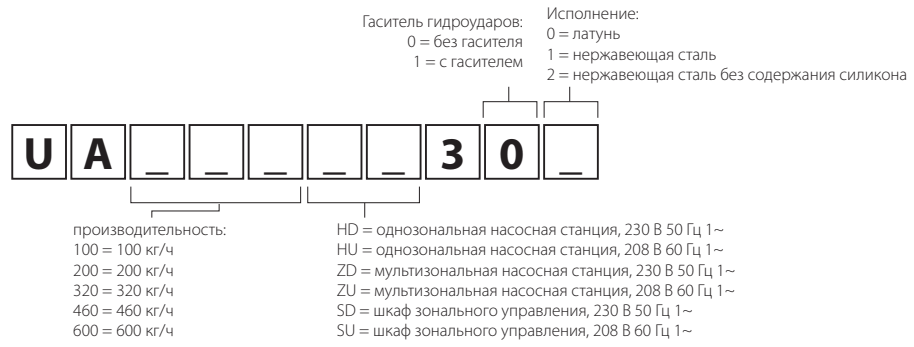 Гаситель гидроударов:
0 = без гасителя
1 = с гасителем
Исполнение:
0 = латунь
1 = нержавеющая сталь
2 = нержавеющая сталь без содержания силикона
U A _ _ _ _ _ 3 0 _
производительность:
100 = 100 кг/ч
200 = 200 кг/ч
320 = 320 кг/ч
460 = 460 кг/ч
600 = 600 кг/ч
HD = однозональная насосная станция, 230 В 50 Гц 1~
HU = однозональная насосная станция, 208 В 60 Гц 1~
ZD = мультизональная насосная станция, 230 В 50 Гц 1~
ZU = мультизональная насосная станция, 208 В 60 Гц 1~
SD = шкаф зонального управления, 230 В 50 Гц 1~
SU = шкаф зонального управления, 208 В 60 Гц 1~